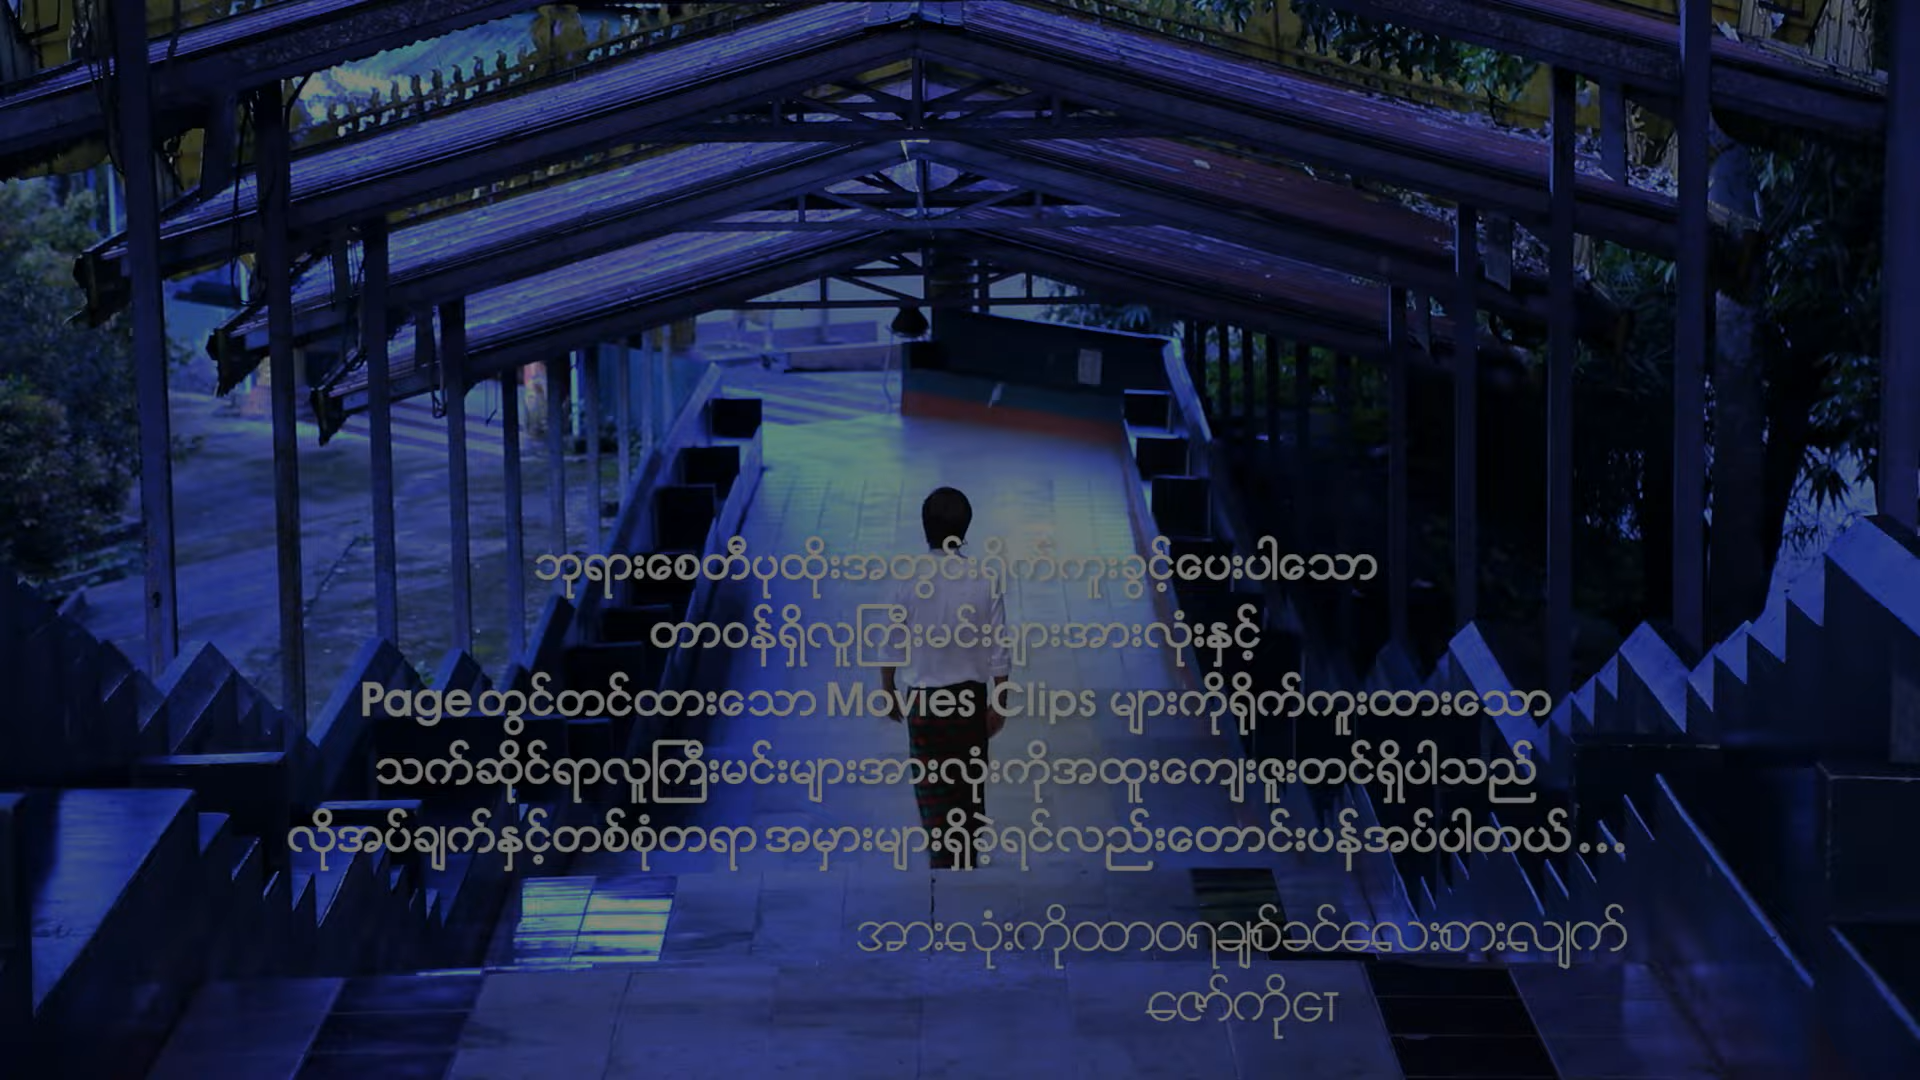 ဘုရားစေတီပုထိုးအတွင်းရိုက်ကူးခွင့်ပေးပါသော
တာဝန်ရှိလူကြီးမင်းများအားလုံးနှင့်
Pageတွင်တင်ထားသော Movies Clips များကိုရိုက်ကူးထားသော
သက်ဆိုင်ရာလူကြီးမင်းများအားလုံးကိုအထူးကျေးဇူးတင်ရှိပါသည်
လိုအပ်ချက်နှင့်တစ်စုံတရာ အမှားများရှိခဲ့ရင်လည်းတောင်းပန်အပ်ပါတယ်...
အားလုံးကိုထာဝရချစ်ခင်လေးစားလျက်
ဇော်ကို